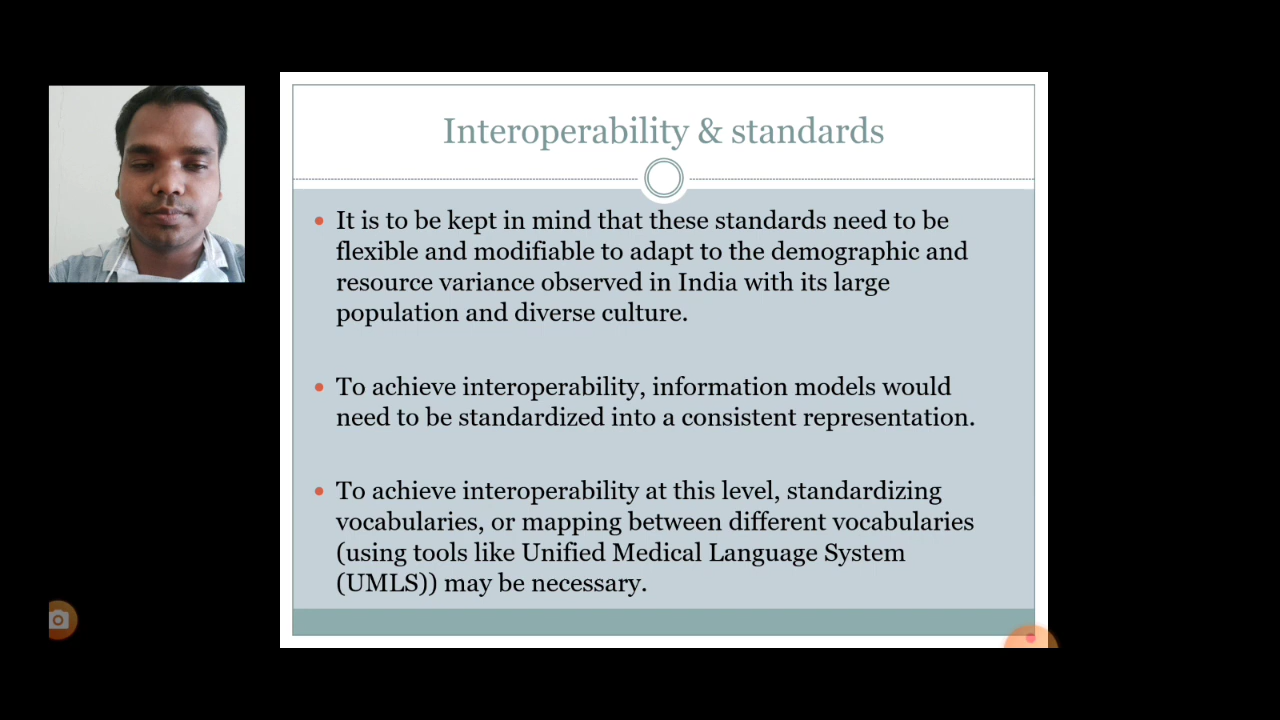 Interoperability & standards
It is to be kept in mind that these standards need to be
flexible and modifiable to adapt to the demographic and
resource variance observed in India with its large
population and diverse culture.
To achieve interoperability, information models would
need to be standardized into a consistent representation.
To achieve interoperability at this level, standardizing
vocabularies, or mapping between different vocabularies
(using tools like Unified Medical Language System
(UMLS)) may be necessary.